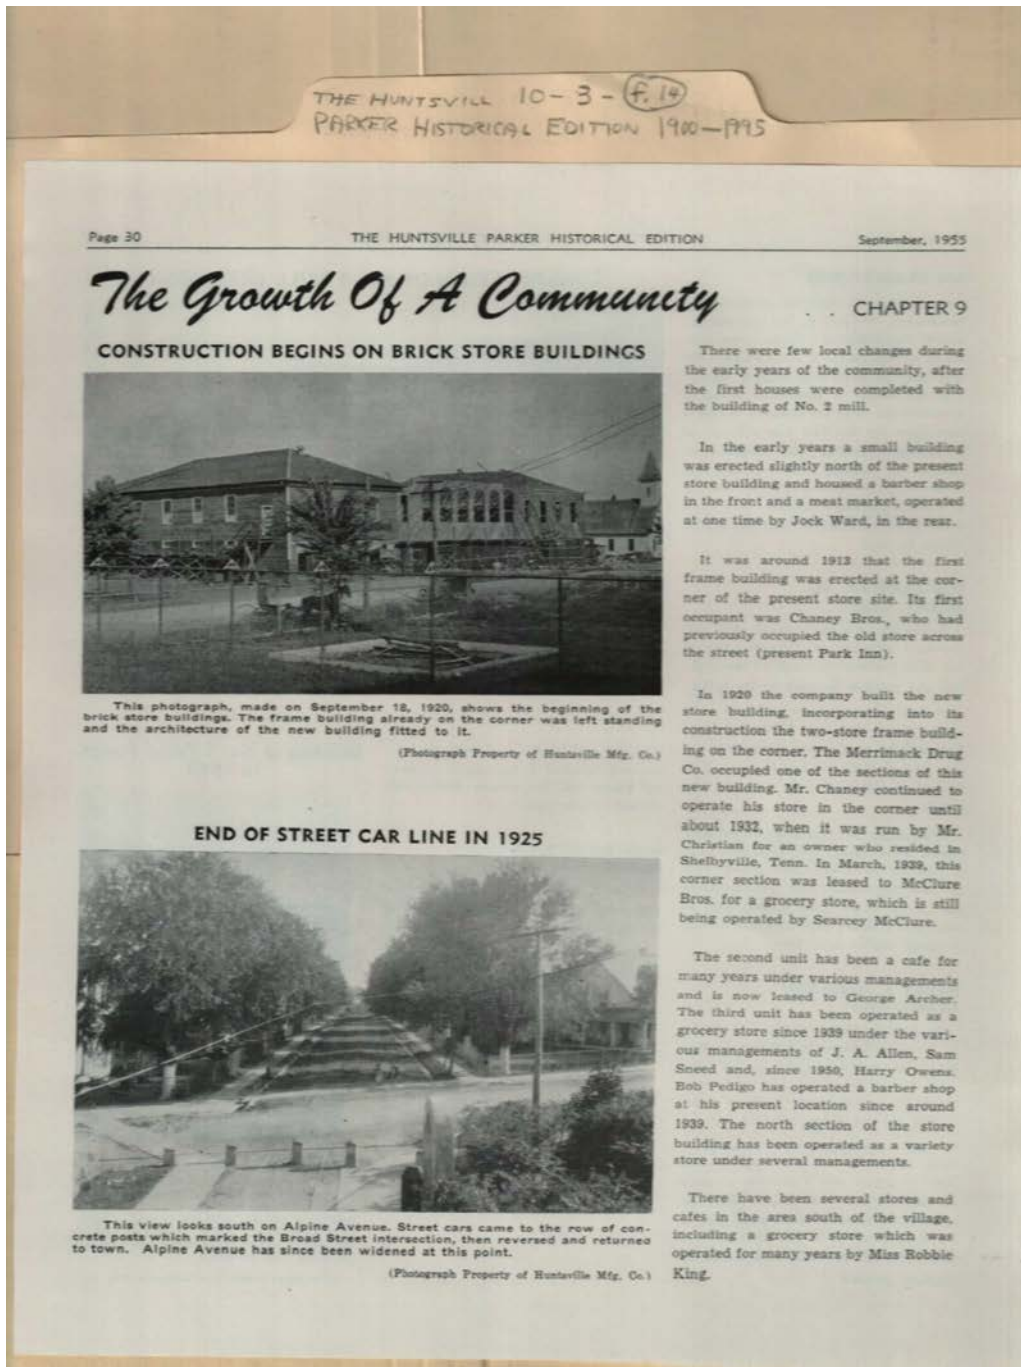 THE HUNTSVILL 10-3-f.14
PARKER HISTORICAL EDITION 1900-1995
Page 30
THE HUNTSVILLE PARKER HISTORICAL EDITION
September, 1955
The Growth Of A Community
. . CHAPTER 9
CONSTRUCTION BEGINS ON BRICK STORE BUILDINGS
This photograph, made on September 18, 1920, shows the beginning of the
brick store buildings. The frame building already on the corner was left standing
and the architecture of the new building fitted to it.
(Photograph Property of Huntsville Mfg. Co.)
END OF STREET CAR LINE IN 1925
This view looks south on Alpine Avenue. Street cars came to the row of con-
crete posts which marked the Broad Street intersection, then reversed and returned
to town. Alpine Avenue has since been widened at this point.
(Photograph Property of Huntsville Mfg. Co.)
There were few local changes during
the early years of the community, after
the first houses were completed with
the building of No. 2 mill.
In the early years a small building
was erected slightly north of the present
store building and housed a barber shop
in the front and a meat market, operated
at one time by Jock Ward, in the rear.
It was around 1913 that the first
frame building was erected at the cor-
ner of the present store site. Its first
occupant was Chaney Bros., who had
previously occupied the old store across
the street (present Park Inn).
In 1920 the company built the new
store building, incorporating into its
construction the two-store frame build-
ing on the corner. The Merrimack Drug
Co. occupied one of the sections of this
new building. Mr. Chaney continued to
operate his store in the corner until
about 1932, when it was run by Mr.
Christian for an owner who resided in
Shelbyville, Tenn. In March, 1939, this
corner section was leased to McClure
Bros. for a grocery store, which is still
being operated by Searcey McClure.
The second unit has been a cafe for
many years under various managements
and is now leased to George Archer.
The third unit has been operated as a
grocery store since 1939 under the vari-
ous managements of J. A. Allen, Sam
Sneed and, since 1950, Harry Owens.
Bob Pedigo has operated a barber shop
at his present location since around
1939. The north section of the store
building has been operated as a variety
store under several managements.
There have been several stores and
cafes in the area south of the village,
including a grocery store which was
operated for many years by Miss Robbie
King.